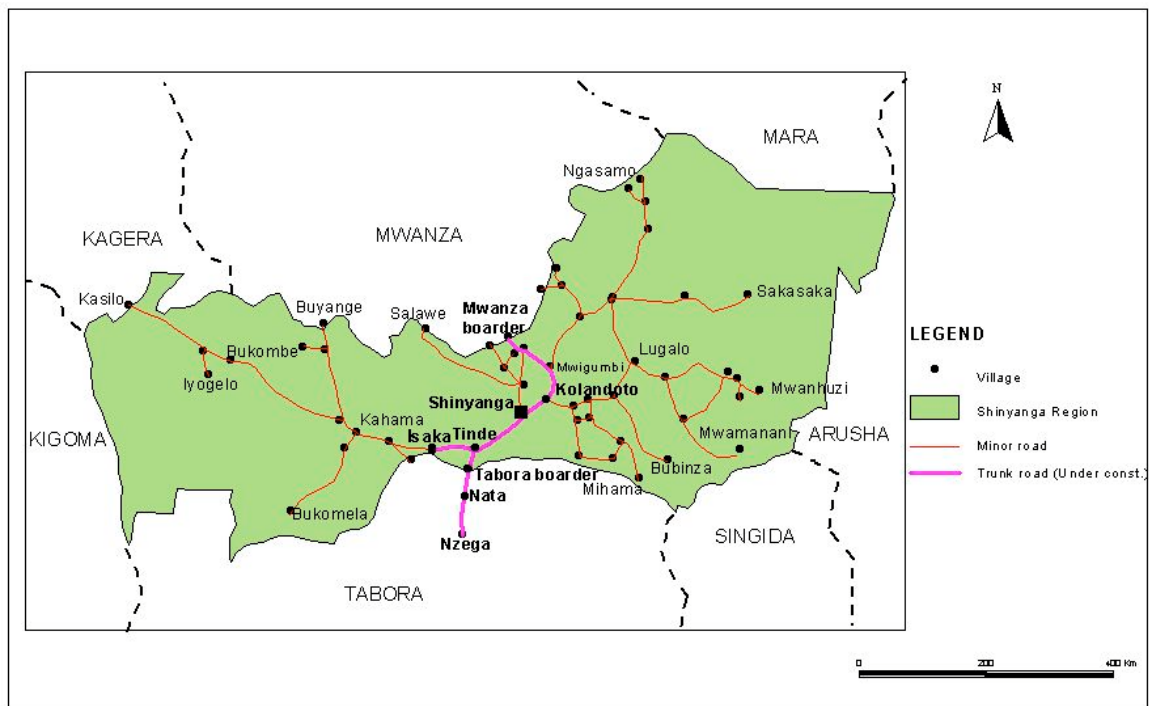 N
MARA
Ngasamo
MWANZA
KAGERA
Kasilo
Buyange
Salawe
Mwanza
boarder
Sakasaka
LEGEND
Village
Shinyanga Region
Minor road
Trunk road (Under const.)
Bukombe
Iyogelo
Lugalo
Mwigumbi
Kolandoto
Mwanhuzi
Shinyanga
Kahama
Isaka
Tinde
Mwamanani
ARUSHA
KIGOMA
Tabora boarder
Bubinza
Mihama
Nata
Bukomela
Nzega
SINGIDA
TABORA
0 200 400 Km